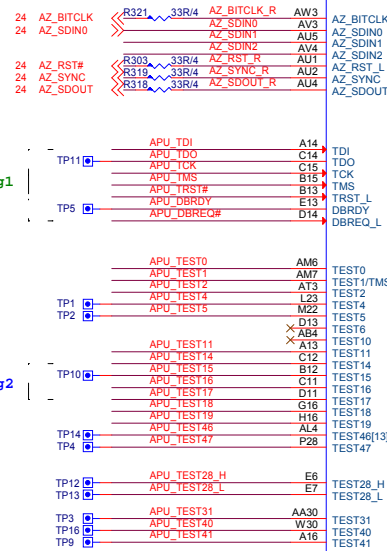 24 AZ_BITCLK R321 33R/4 AZ_BITCLK_R AW3 AZ_BITCLK
24 AZ_SDIN0 AZ_SDIN0 AV3 AZ_SDIN0
AZ_SDIN1 AU5 AZ_SDIN1
AZ_SDIN2 AV4 AZ_SDIN2
24 AZ_RST# R303 33R/4 AZ_RST_R AU1 AZ_RST_L
24 AZ_SYNC R319 33R/4 AZ_SYNC_R AU2 AZ_SYNC
24 AZ_SDOUT R318 33R/4 AZ_SDOUT_R AU4 AZ_SDOUT
APU_TDI A14 TDI
TP11 APU_TDO C14 TDO
APU_TCK C15 TCK
g1 APU_TMS B15 TMS
APU_TRST# B13 TRST_L
TP5 APU_DBRDY E13 DBRDY
APU_DBREQ# D14 DBREQ_L
APU_TEST0 AM6 TEST0
APU_TEST1 AM7 TEST1/TMS
APU_TEST2 AT3 TEST2
TP1 APU_TEST4 L23 TEST4
TP2 APU_TEST5 M22 TEST5
D13 TEST6
AB4 TEST10
APU_TEST11 A13 TEST11
APU_TEST14 C12 TEST14
TP10 APU_TEST15 B12 TEST15
g2 APU_TEST16 C11 TEST16
APU_TEST17 D11 TEST17
APU_TEST18 G16 TEST18
APU_TEST19 H16 TEST19
TP14 APU_TEST46 AL4 TEST46[13]
TP4 APU_TEST47 P28 TEST47
TP12 APU_TEST28_H E6 TEST28_H
TP13 APU_TEST28_L E7 TEST28_L
TP3 APU_TEST31 AA30 TEST31
TP16 APU_TEST40 W30 TEST40
TP9 APU_TEST41 A16 TEST41